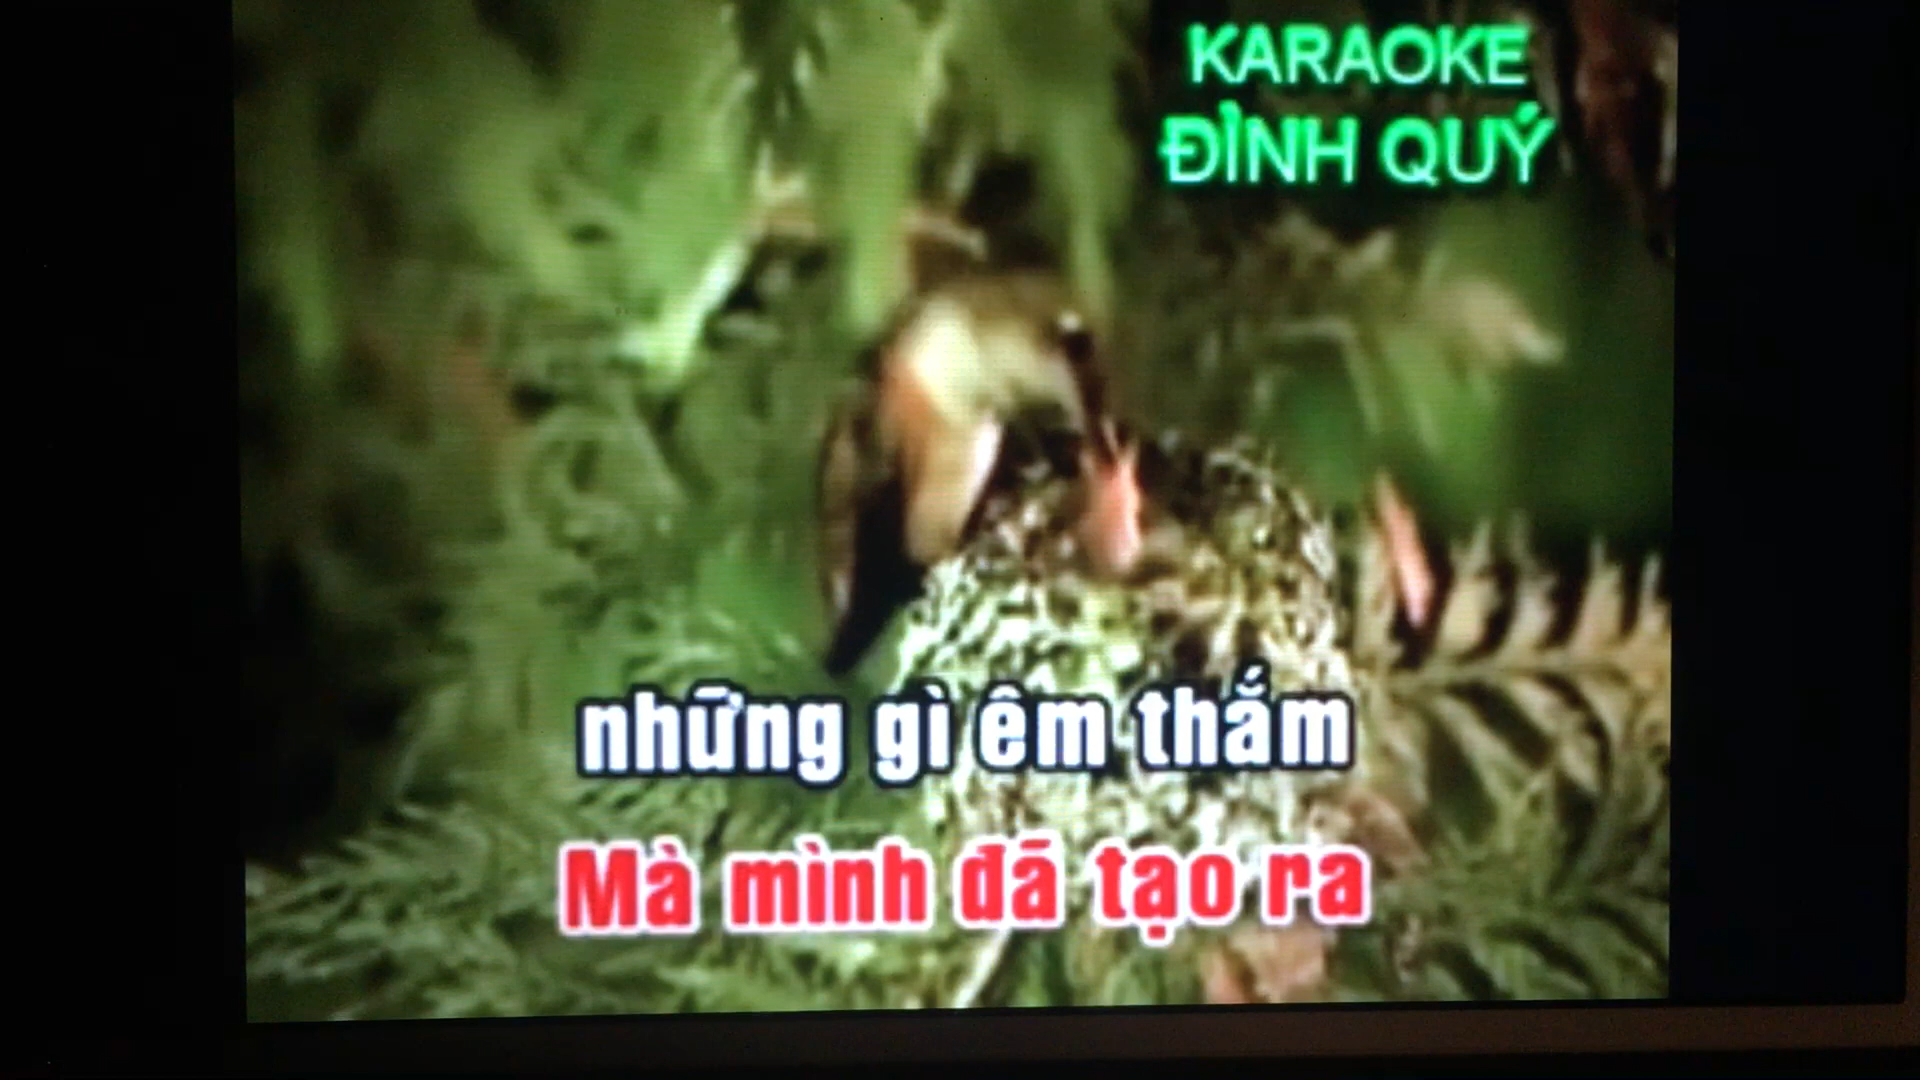 KARAOKE
ĐÌNH QUÝ
những gì êm thắm
Mà mình đã tạo ra